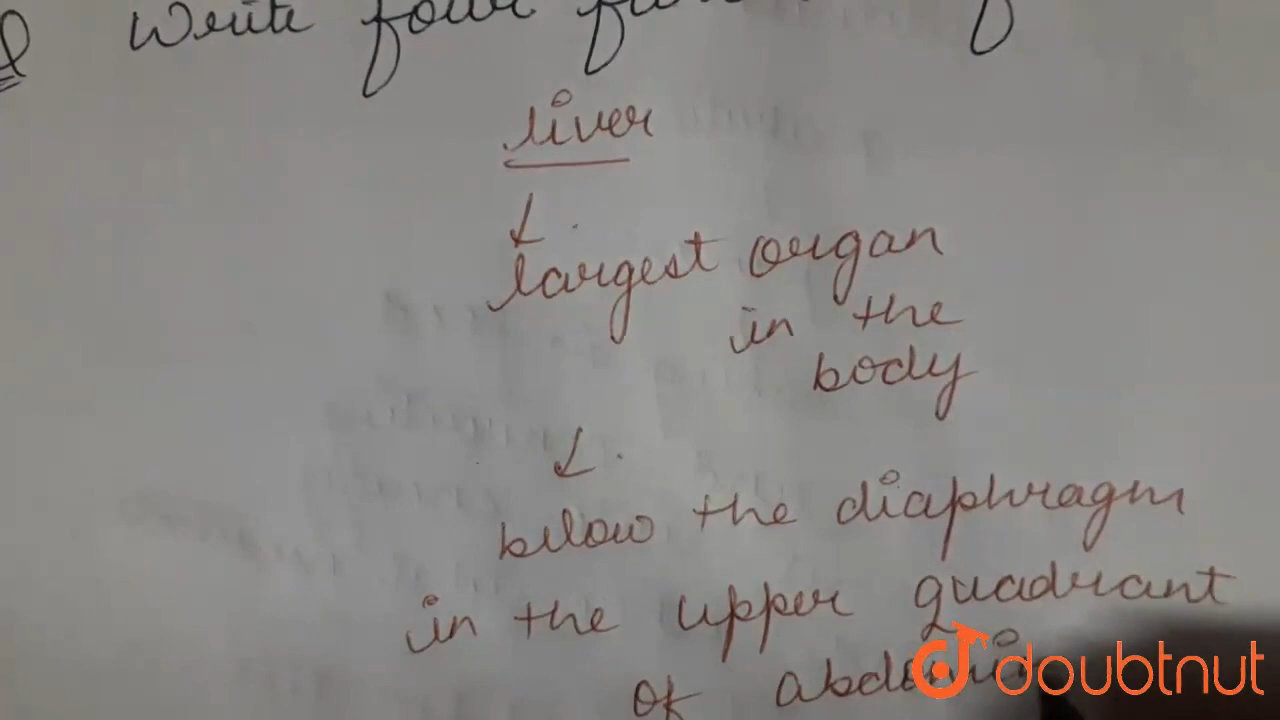 Q Write four
liver
↓
largest organ
in the
body
↓
below the diaphragm
in the upper quadrant
of
doubtnut